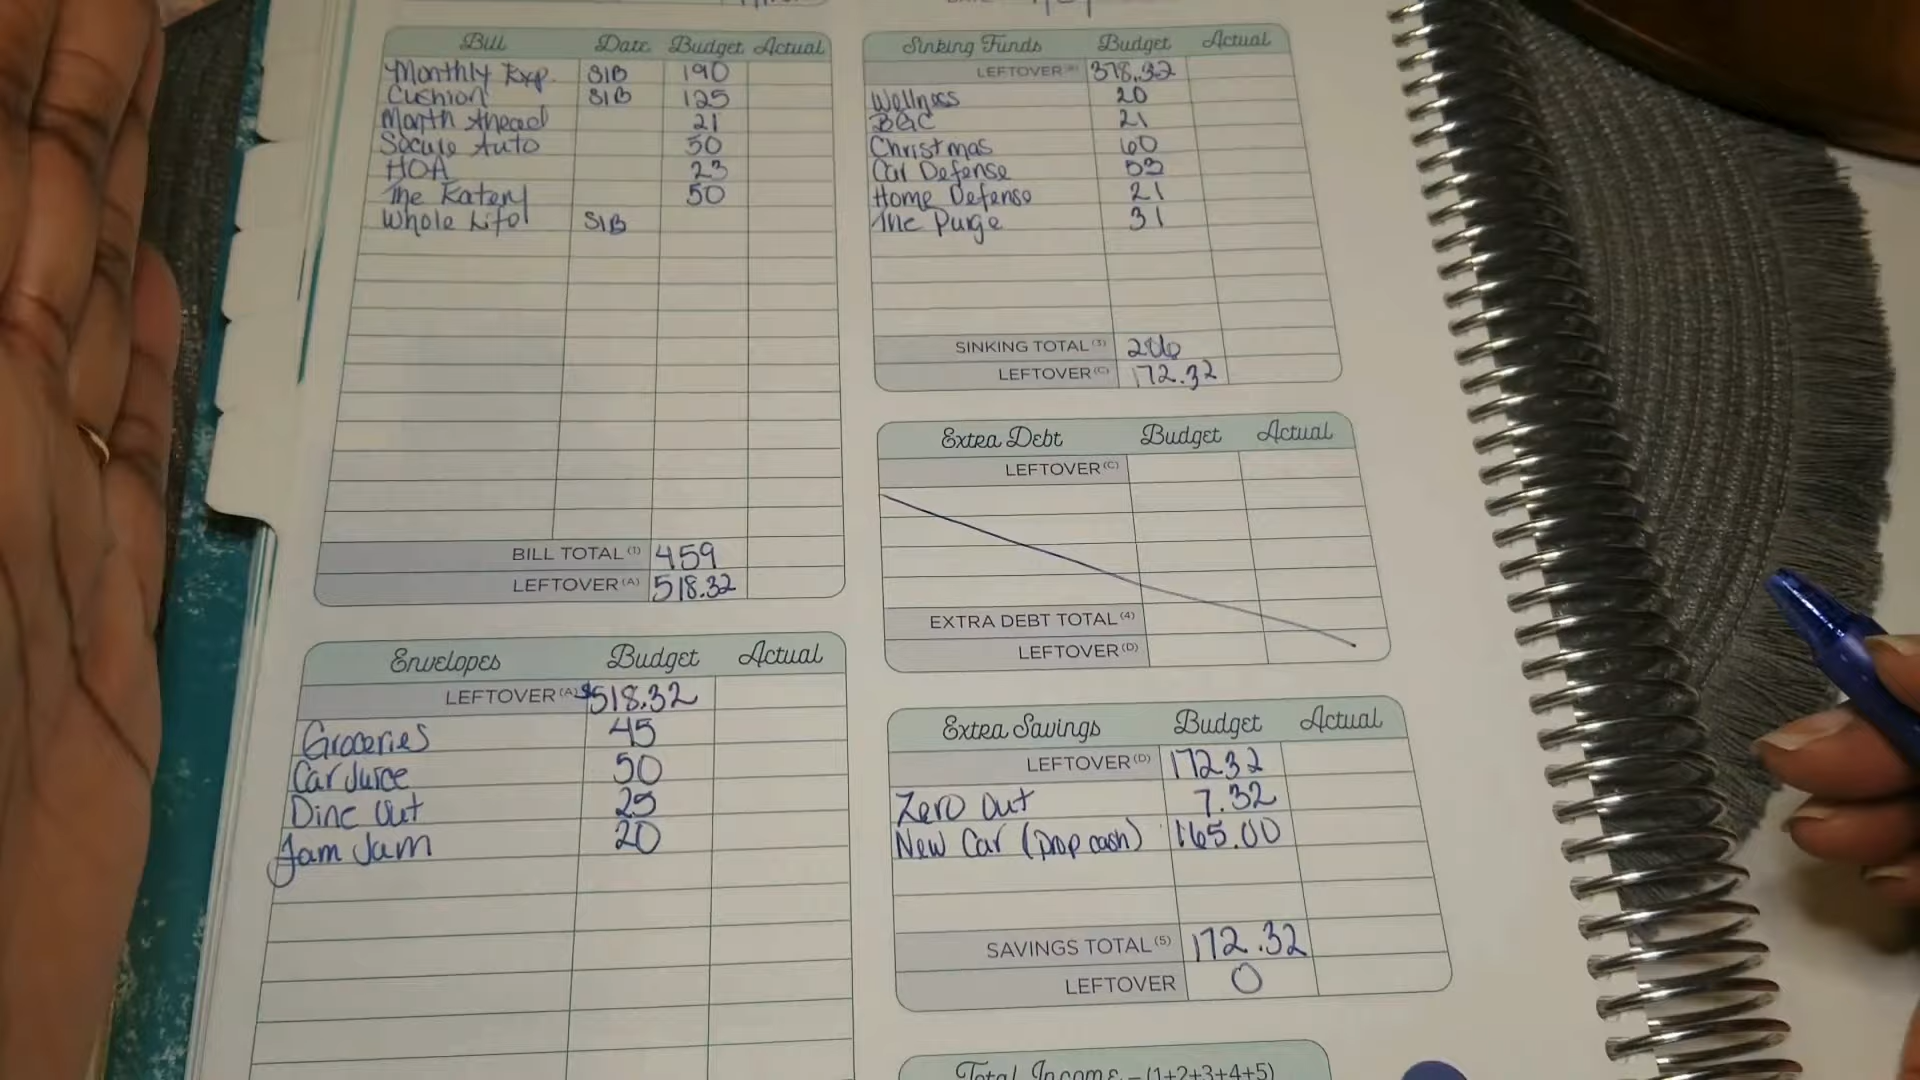 Bill Date Budget Actual
Monthly Exp. SIB 190
Cushion SIB 125
Month Ahead 21
Secure Auto 50
HOA 23
The Katery 50
Whole Life SIB
BILL TOTAL (1) 459
LEFTOVER (A) 518.32
Envelopes Budget Actual
LEFTOVER (A) $518.32
Groceries 45
Car Juice 50
Dine Out 25
Jam Jam 20
Sinking Funds Budget Actual
LEFTOVER 378.32
Wellness 20
BGC 21
Christmas 60
Car Defense 53
Home Defense 21
The Purge 31
SINKING TOTAL (3) 206
LEFTOVER (C) 172.32
Extra Debt Budget Actual
LEFTOVER (C)
EXTRA DEBT TOTAL (4)
LEFTOVER (D)
Extra Savings Budget Actual
LEFTOVER (D) 172.32
Zero Out 7.32
New Car (prop cash) 165.00
SAVINGS TOTAL (5) 172.32
LEFTOVER 0
Total Income – (1+2+3+4+5)